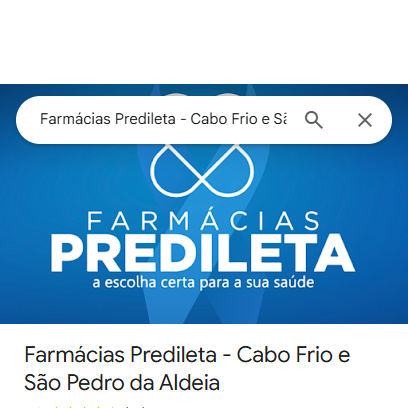 Farmácias Predileta - Cabo Frio e Sã
FARMÁCIAS
PREDILETA
a escolha certa para a sua saúde
Farmácias Predileta - Cabo Frio e
São Pedro da Aldeia